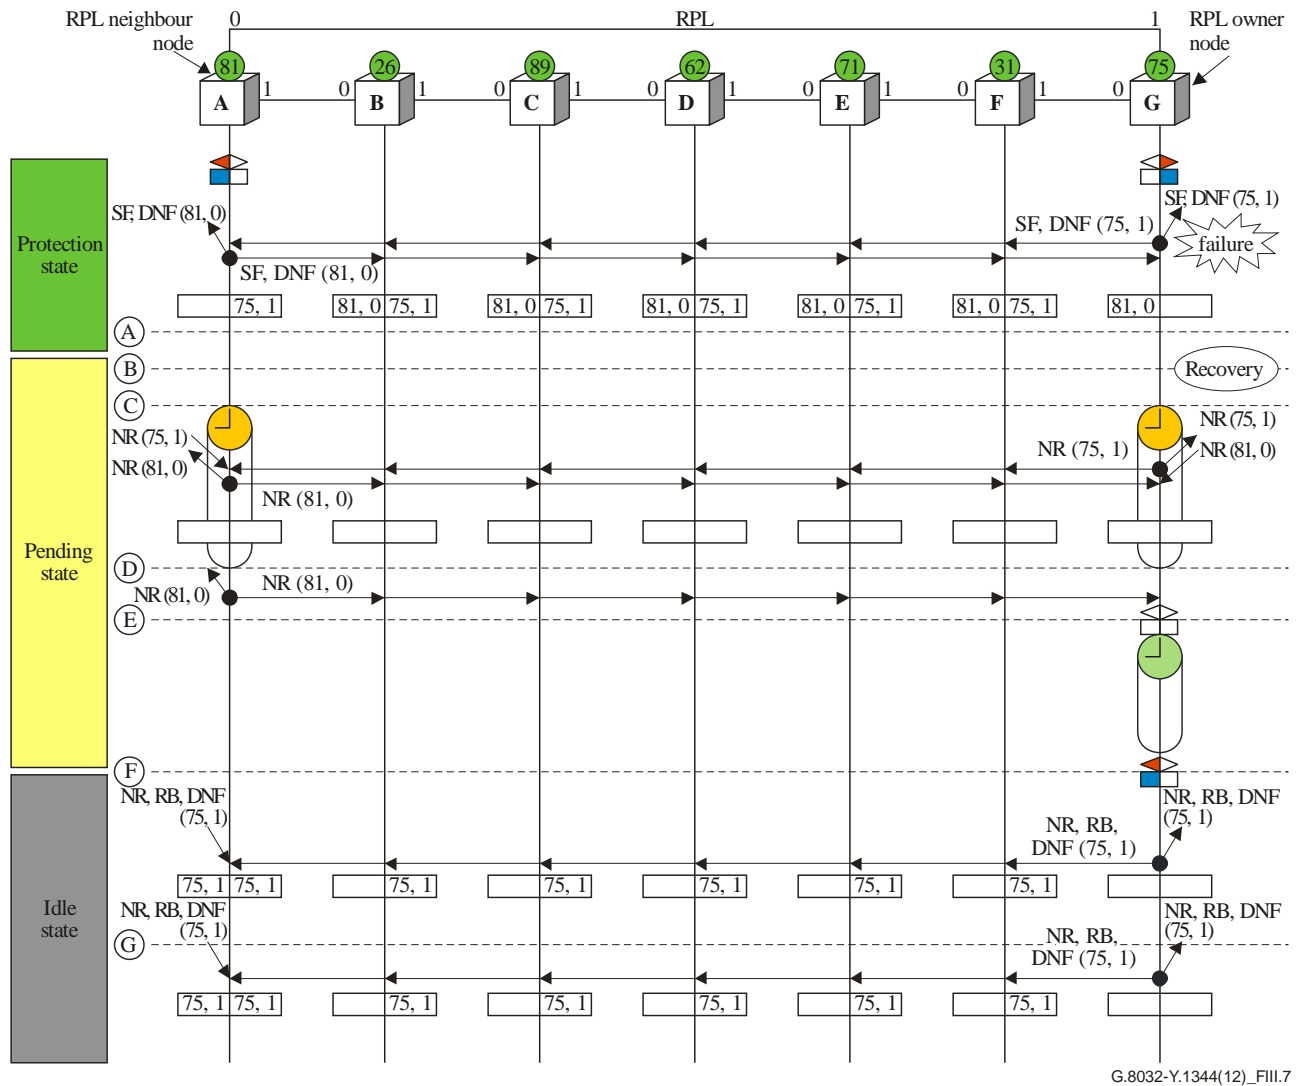 RPL neighbour
node
0
RPL
1
RPL owner
node
81
26
89
62
71
31
75
A
1
0
B
1
0
C
1
0
D
1
0
E
1
0
F
1
0
G
Protection
state
SF, DNF (81, 0)
SF, DNF (75, 1)
SF, DNF (75, 1)
failure
SF, DNF (81, 0)
75, 1
81, 0 75, 1
81, 0 75, 1
81, 0 75, 1
81, 0 75, 1
81, 0 75, 1
81, 0
A
B
Recovery
C
Pending
state
NR (75, 1)
NR (75, 1)
NR (75, 1)
NR (81, 0)
NR (81, 0)
NR (81, 0)
D
NR (81, 0)
NR (81, 0)
E
F
Idle
state
NR, RB, DNF
(75, 1)
NR, RB,
DNF (75, 1)
NR, RB, DNF
(75, 1)
75, 1 75, 1
75, 1
75, 1
75, 1
75, 1
75, 1
NR, RB, DNF
(75, 1)
NR, RB,
DNF (75, 1)
NR, RB, DNF
(75, 1)
G
75, 1 75, 1
75, 1
75, 1
75, 1
75, 1
75, 1
G.8032-Y.1344(12)_FIII.7